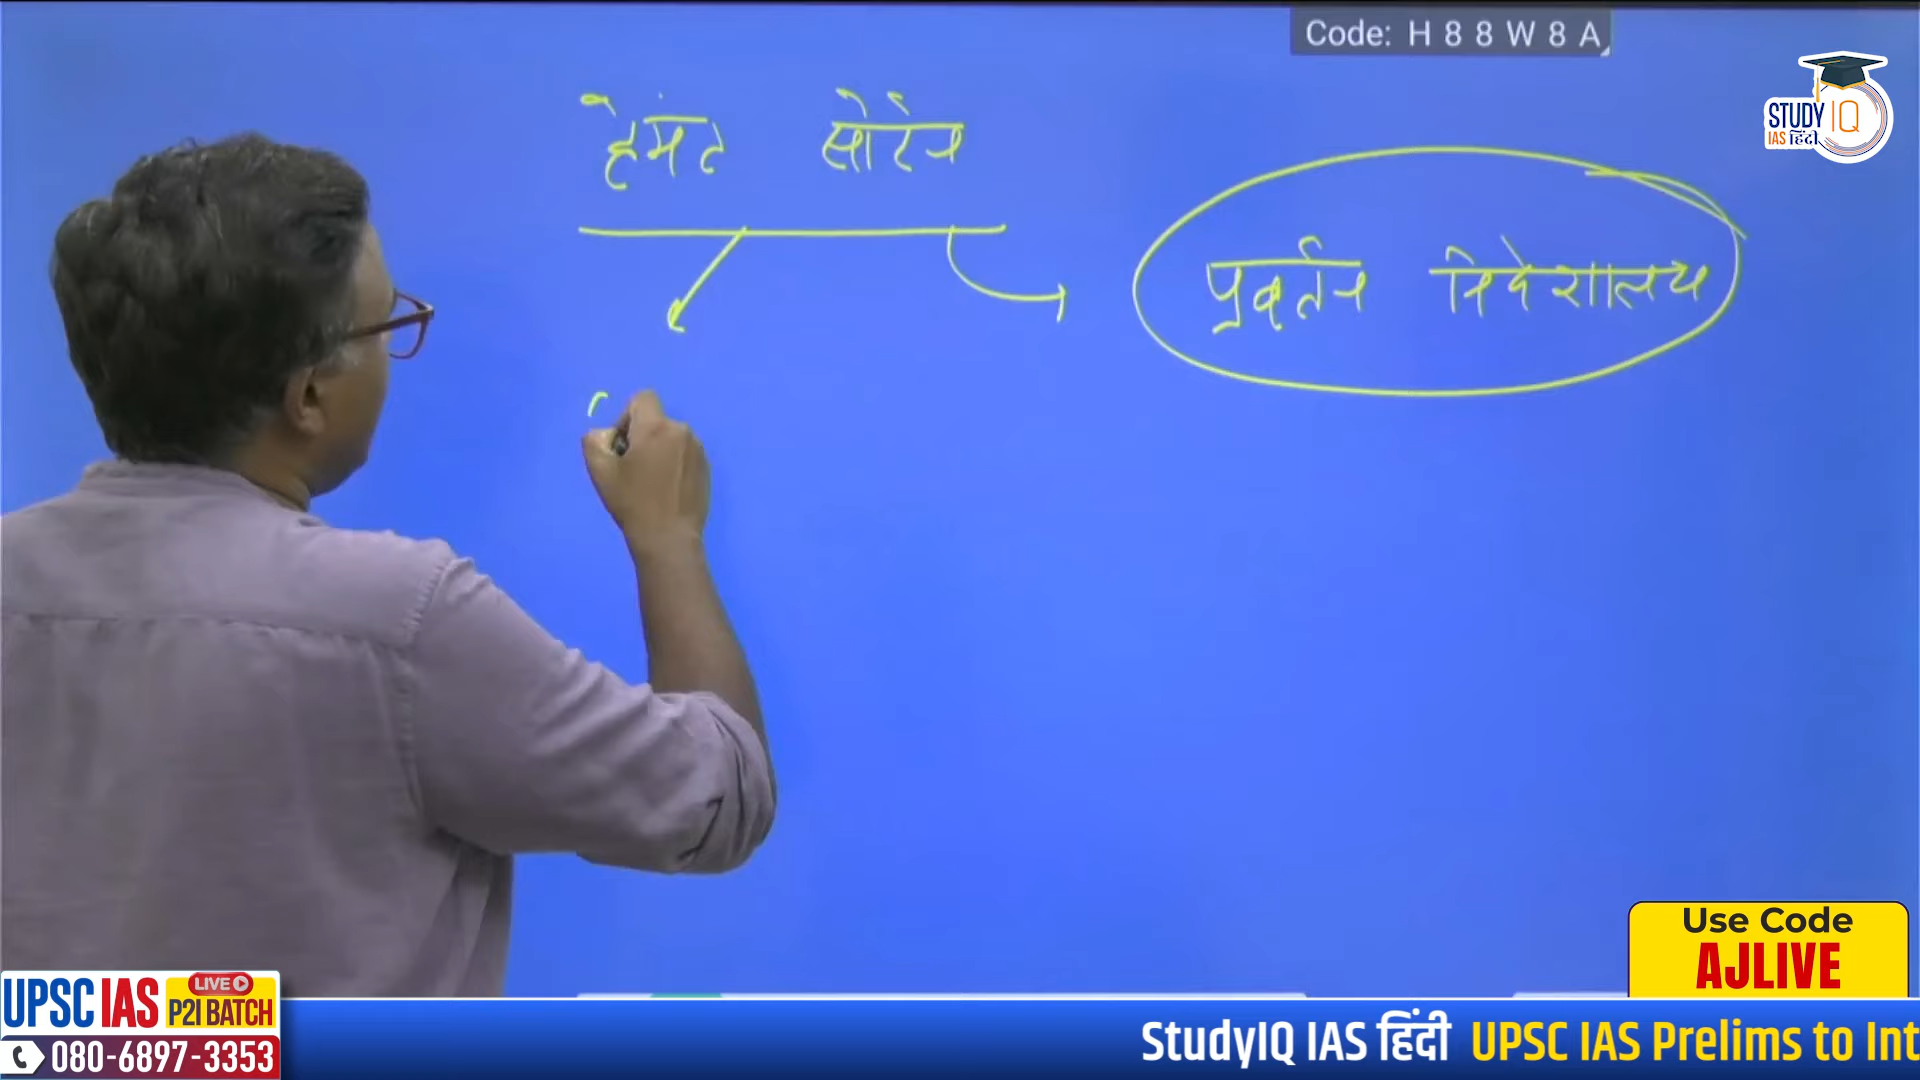 Code: H 8 8 W 8 A
STUDY IQ
IAS हिंदी
हेमंत सोरेन
प्रवर्तन निदेशालय
Use Code
AJLIVE
UPSC IAS LIVE P2I BATCH
080-6897-3353
StudyIQ IAS हिंदी UPSC IAS Prelims to Int